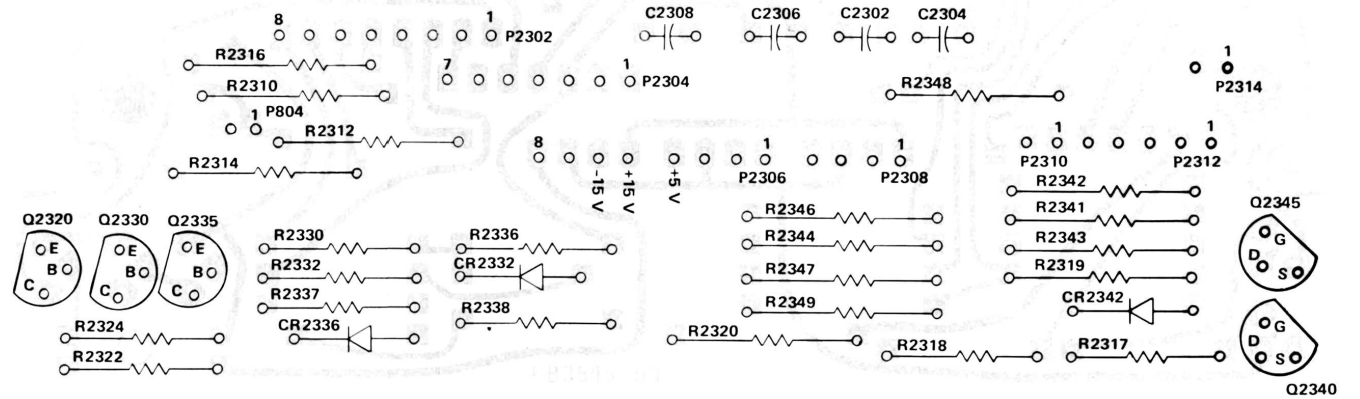 8 1 P2302
C2308 C2306 C2302 C2304
R2316
7 1 P2304
1 P2314
R2310
R2348
1 P804
R2312
8 1 P2306
1 P2308
1 P2310
1 P2312
-15 V
+15 V
+5 V
R2314
R2342
R2346
R2341
R2344
R2343
R2347
R2319
R2349
CR2342
Q2320 Q2330 Q2335
E B C
E B C
E B C
R2330 R2336
R2332 CR2332
R2337
R2338
CR2336
R2324
R2322
R2320
R2318
R2317
Q2345
G D S
G D S
Q2340